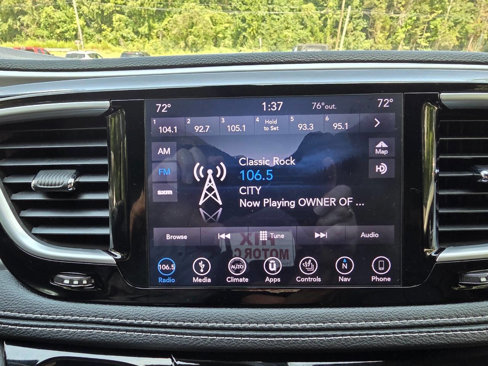 72° 1:37 76°out. 72°
1 104.1 2 92.7 3 105.1 4 Hold to Set 5 93.3 6 95.1
AM
FM
SXM
Classic Rock
106.5
CITY
Now Playing OWNER OF ...
Map
Browse Tune Audio
106.5 AUTO N
Radio Media Climate Apps Controls Nav Phone